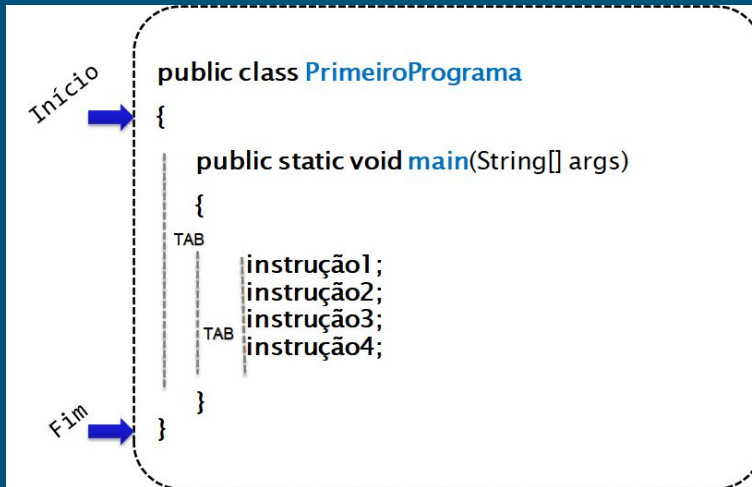 public class PrimeiroPrograma
Início
{
public static void main(String[] args)
{
TAB
instrução1;
instrução2;
instrução3;
TAB
instrução4;
}
Fim
}